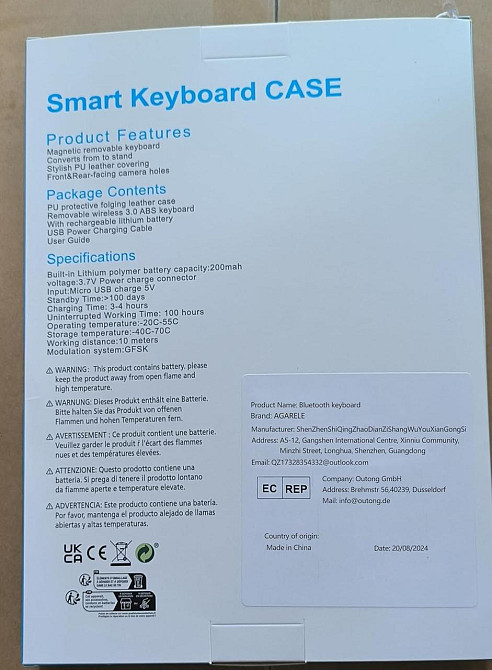 Smart Keyboard CASE
Product Features
Magnetic removable keyboard
Converts from to stand
Stylish PU leather covering
Front&Rear-facing camera holes
Package Contents
PU protective folging leather case
Removable wireless 3.0 ABS keyboard
With rechargeable lithium battery
USB Power Charging Cable
User Guide
Specifications
Built-in Lithium polymer battery capacity:200mah
voltage:3.7V Power charge connector
Input:Micro USB charge 5V
Standby Time:>100 days
Charging Time: 3-4 hours
Uninterrupted Working Time: 100 hours
Operating temperature:-20C-55C
Storage temperature:-40C-70C
Working distance:10 meters
Modulation system:GFSK
WARNING: This product contains battery, please
keep the product away from open flame and
high temperature.
WARNUNG: Dieses Produkt enthält eine Batterie.
Bitte halten Sie das Produkt von offenen
Flammen und hohen Temperaturen fern.
AVERTISSEMENT : Ce produit contient une batterie.
Veuillez garder le produit ŕ l'écart des flammes
nues et des températures élevées.
ATTENZIONE: Questo prodotto contiene una
batteria. Si prega di tenere il prodotto lontano
da fiamme aperte e temperature elevate.
ADVERTENCIA: Este producto contiene una batería.
Por favor, mantenga el producto alejado de llamas
abiertas y altas temperaturas.
UK
CA
CE
Product Name: Bluetooth keyboard
Brand: AGARELE
Manufacturer: ShenZhenShiQingZhaoDianZiShangWuYouXianGongSi
Address: A5-12, Gangshen International Centre, Xinniu Community,
Minzhi Street, Longhua, Shenzhen, Guangdong
Email: QZ17328354332@outlook.com
EC REP
Company: Outong GmbH
Address: Brehmstr 56,40239, Dusseldorf
Mail: info@outong.de
Country of origin:
Made in China
Date: 20/08/2024